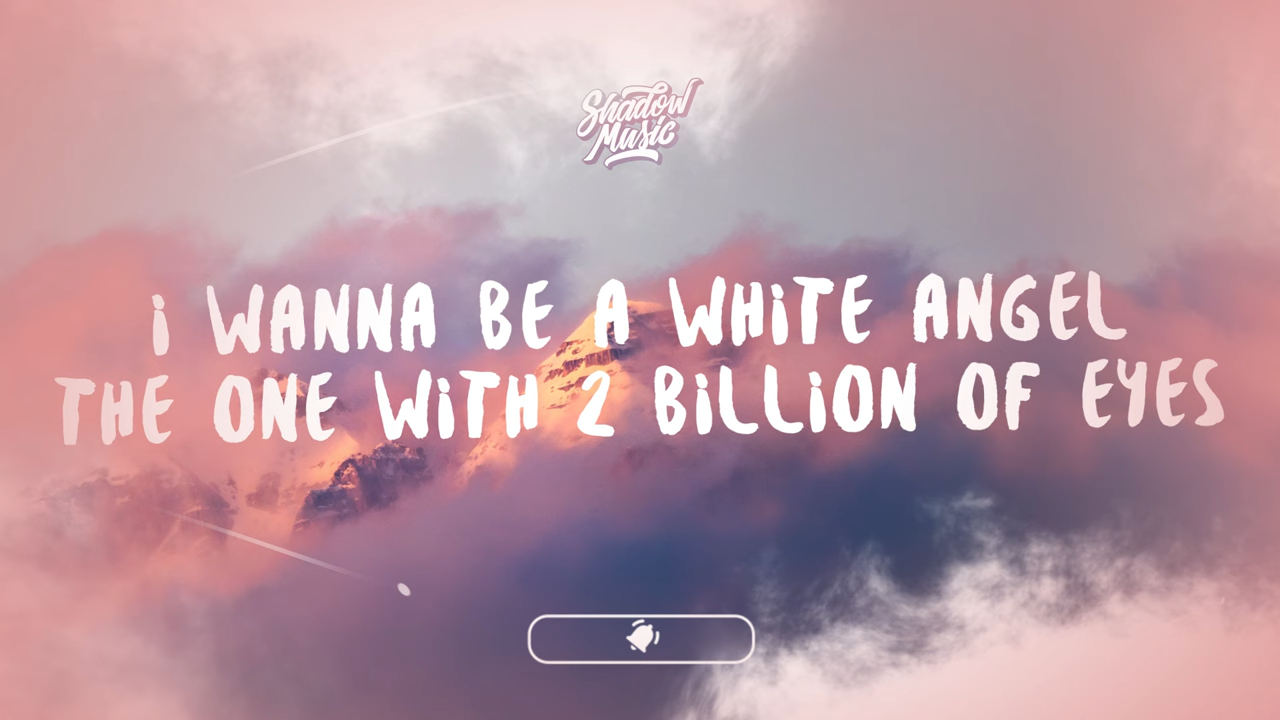 Shadow
Music
i WANNA BE A WHiTE ANGEL
THE ONE WiTH 2 BiLLiON OF EYES